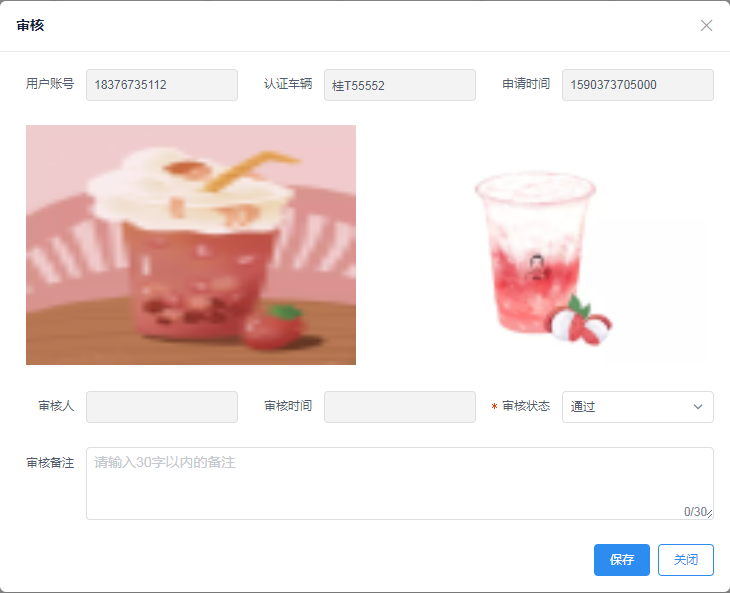 审核
用户账号 18376735112 认证车辆 桂T55552 申请时间 1590373705000
审核人 审核时间 * 审核状态 通过
审核备注 请输入30字以内的备注
0/30
保存 关闭